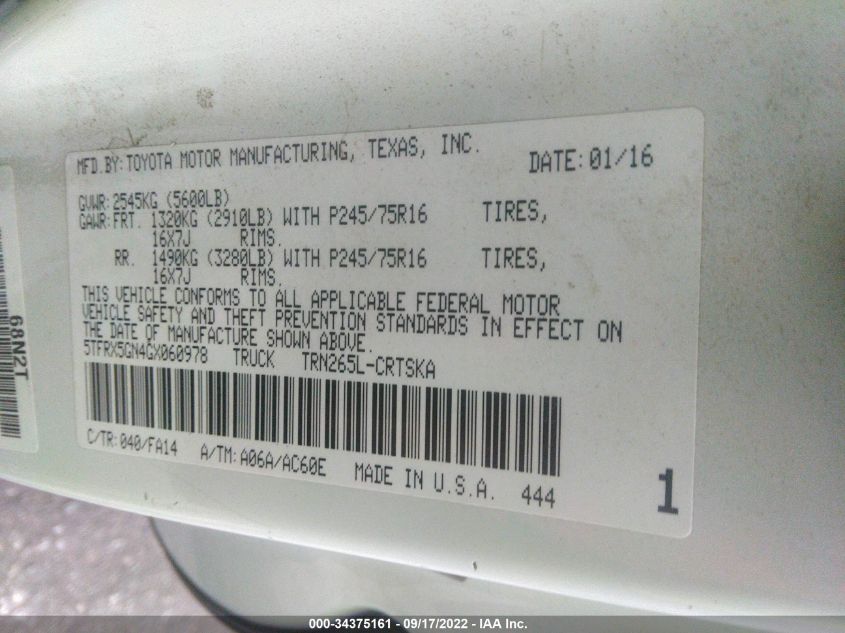 MFD.BY:TOYOTA MOTOR MANUFACTURING, TEXAS, INC. DATE:01/16
GVWR:2545KG (5600LB)
GAWR:FRT. 1320KG (2910LB) WITH P245/75R16 TIRES,
16X7J RIMS.
RR. 1490KG (3280LB) WITH P245/75R16 TIRES,
16X7J RIMS.
THIS VEHICLE CONFORMS TO ALL APPLICABLE FEDERAL MOTOR
VEHICLE SAFETY AND THEFT PREVENTION STANDARDS IN EFFECT ON
THE DATE OF MANUFACTURE SHOWN ABOVE.
5TFRX5GN4GX060978 TRUCK TRN265L-CRTSKA
C/TR:040/FA14 A/TM:A06A/AC60E MADE IN U.S.A. 444
1
68N2T
000-34375161 - 09/17/2022 - IAA Inc.